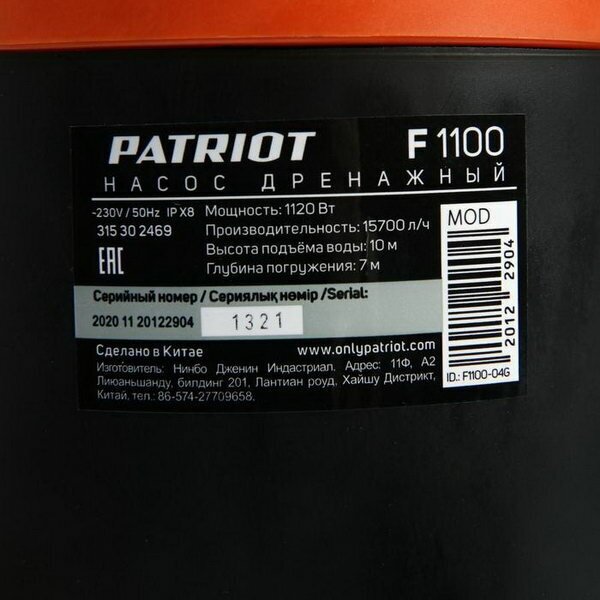 PATRIOT F 1100
НАСОС ДРЕНАЖНЫЙ
~230V / 50Hz IP X8 Мощность: 1120 Вт
315 30 2469 Производительность: 15700 л/ч
Высота подъёма воды: 10 м
EAC Глубина погружения: 7 м
MOD
2012 2904
ID.: F1100-04G
Серийный номер / Сериялық нөмір /Serial:
2020 11 20122904 1321
Сделано в Китае www.onlypatriot.com
Изготовитель: Нинбо Дженин Индастриал. Адрес: 11Ф, А2
Лиюаньшанду, билдинг 201, Лантиан роуд, Хайшу Дистрикт,
Китай, тел.: 86-574-27709658.